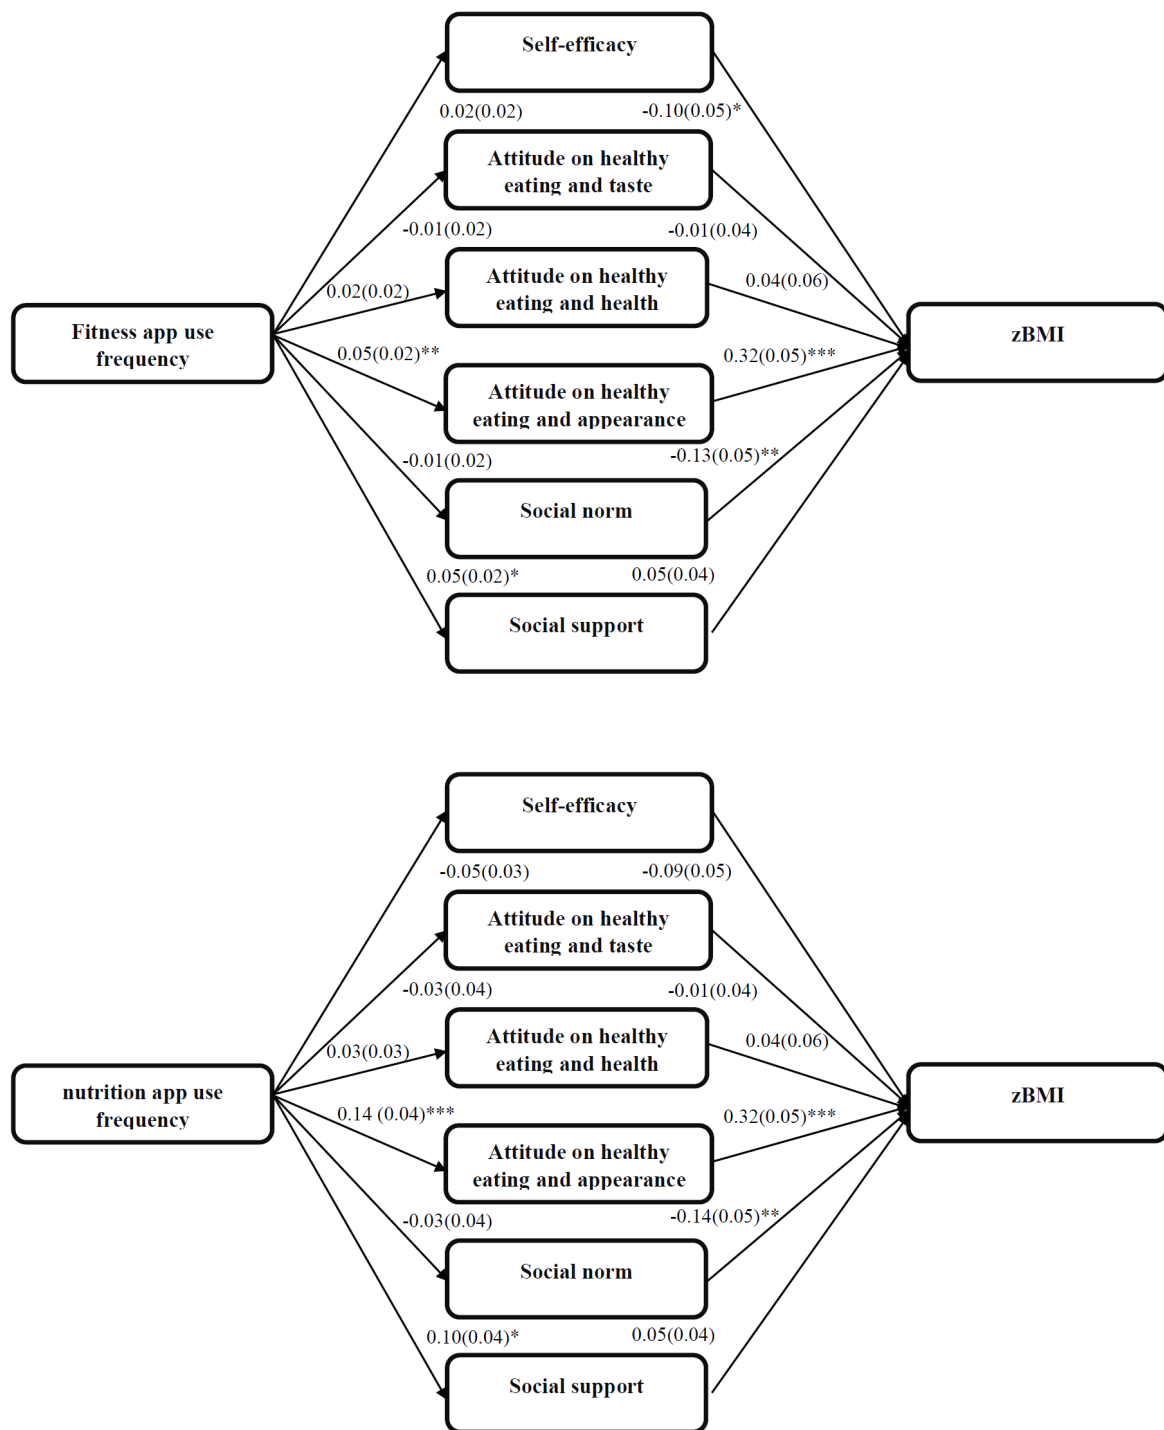 Self-efficacy
0.02(0.02)
-0.10(0.05)*
Attitude on healthy
eating and taste
-0.01(0.02)
-0.01(0.04)
Attitude on healthy
eating and health
0.02(0.02)
0.04(0.06)
Fitness app use
frequency
zBMI
0.05(0.02)**
0.32(0.05)***
Attitude on healthy
eating and appearance
-0.01(0.02)
-0.13(0.05)**
Social norm
0.05(0.02)*
0.05(0.04)
Social support
Self-efficacy
-0.05(0.03)
-0.09(0.05)
Attitude on healthy
eating and taste
-0.03(0.04)
-0.01(0.04)
Attitude on healthy
eating and health
0.03(0.03)
0.04(0.06)
nutrition app use
frequency
zBMI
0.14 (0.04)***
0.32(0.05)***
Attitude on healthy
eating and appearance
-0.03(0.04)
-0.14(0.05)**
Social norm
0.10(0.04)*
0.05(0.04)
Social support